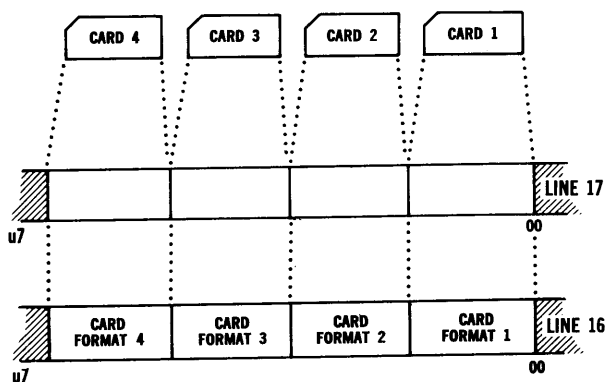 CARD 4 CARD 3 CARD 2 CARD 1
LINE 17
u7 00
CARD FORMAT 4 CARD FORMAT 3 CARD FORMAT 2 CARD FORMAT 1 LINE 16
u7 00